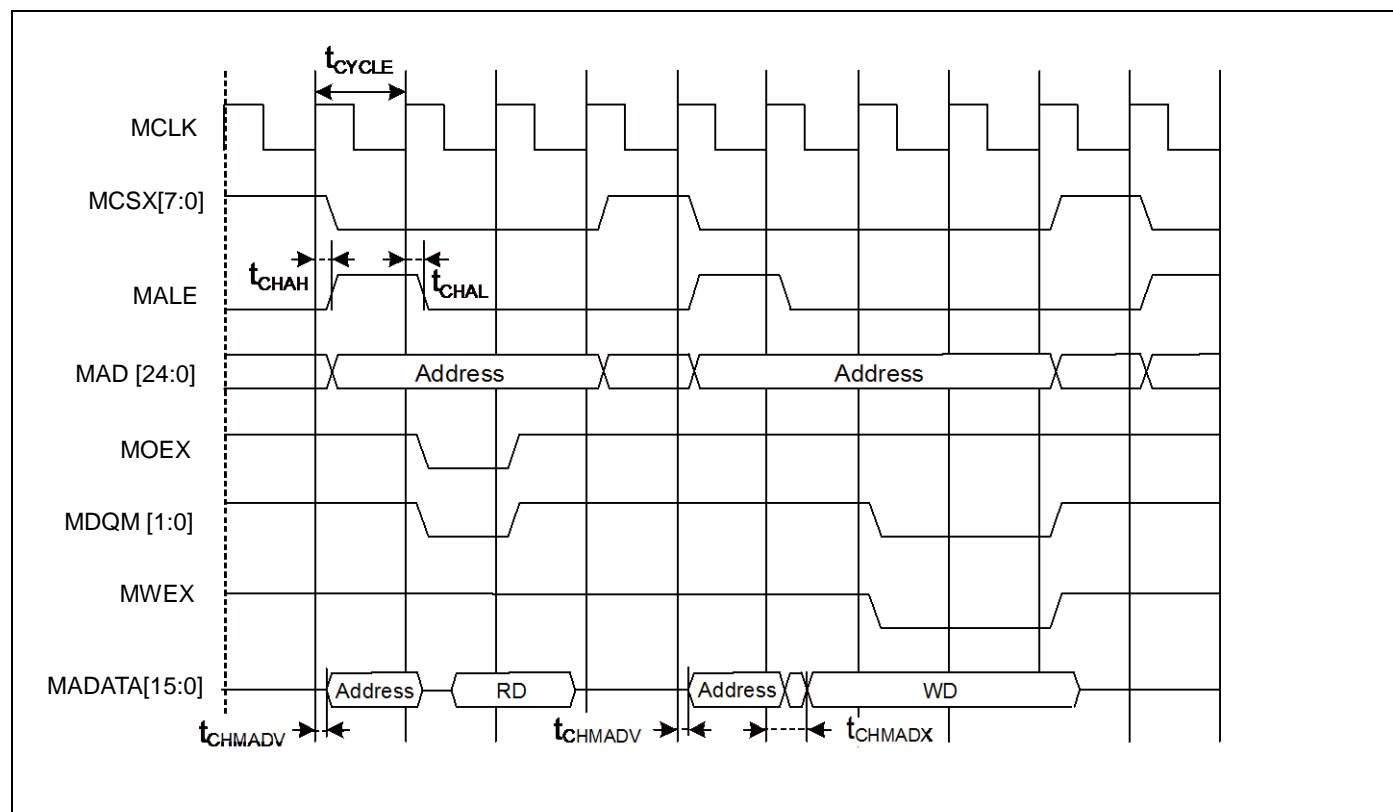 tCYCLE
MCLK
MCSX[7:0]
tCHAH
tCHAL
MALE
MAD [24:0]
Address
Address
MOEX
MDQM [1:0]
MWEX
MADATA[15:0]
Address
RD
Address
WD
tCHMADV
tCHMADV
tCHMADX